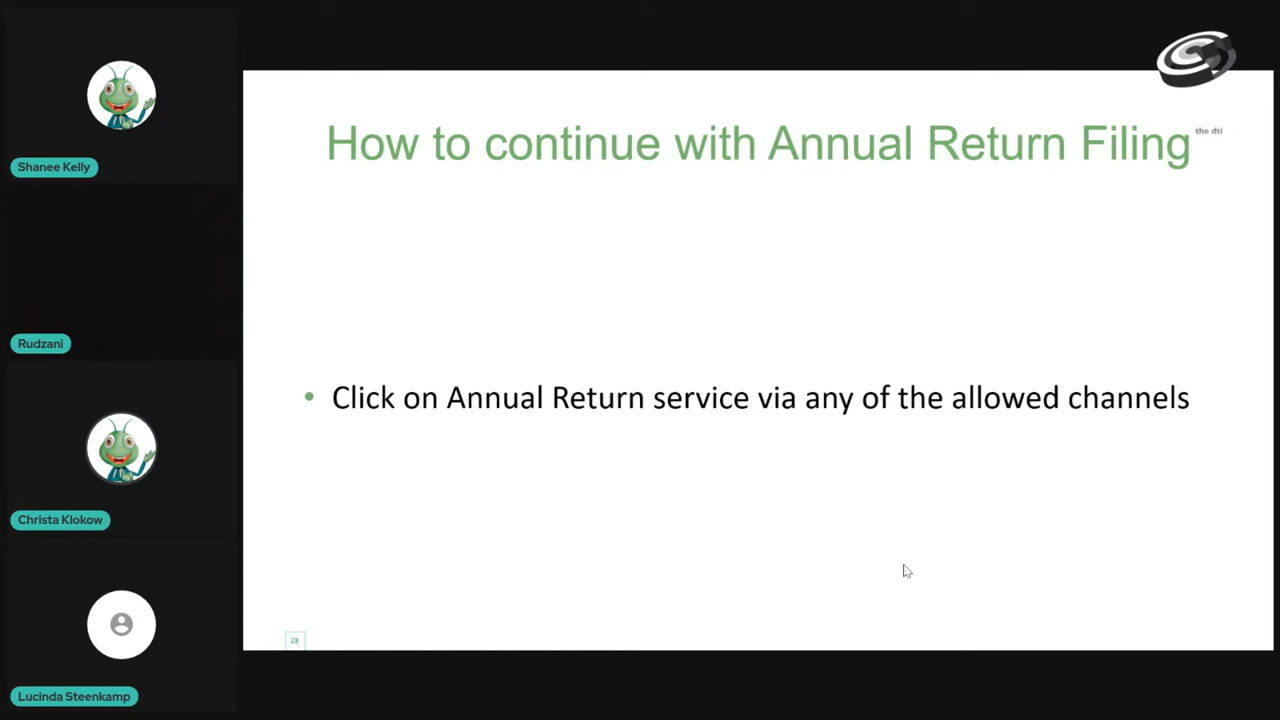 Shanee Kelly
Rudzani
Christa Klokow
Lucinda Steenkamp
the dti
How to continue with Annual Return Filing
• Click on Annual Return service via any of the allowed channels
23